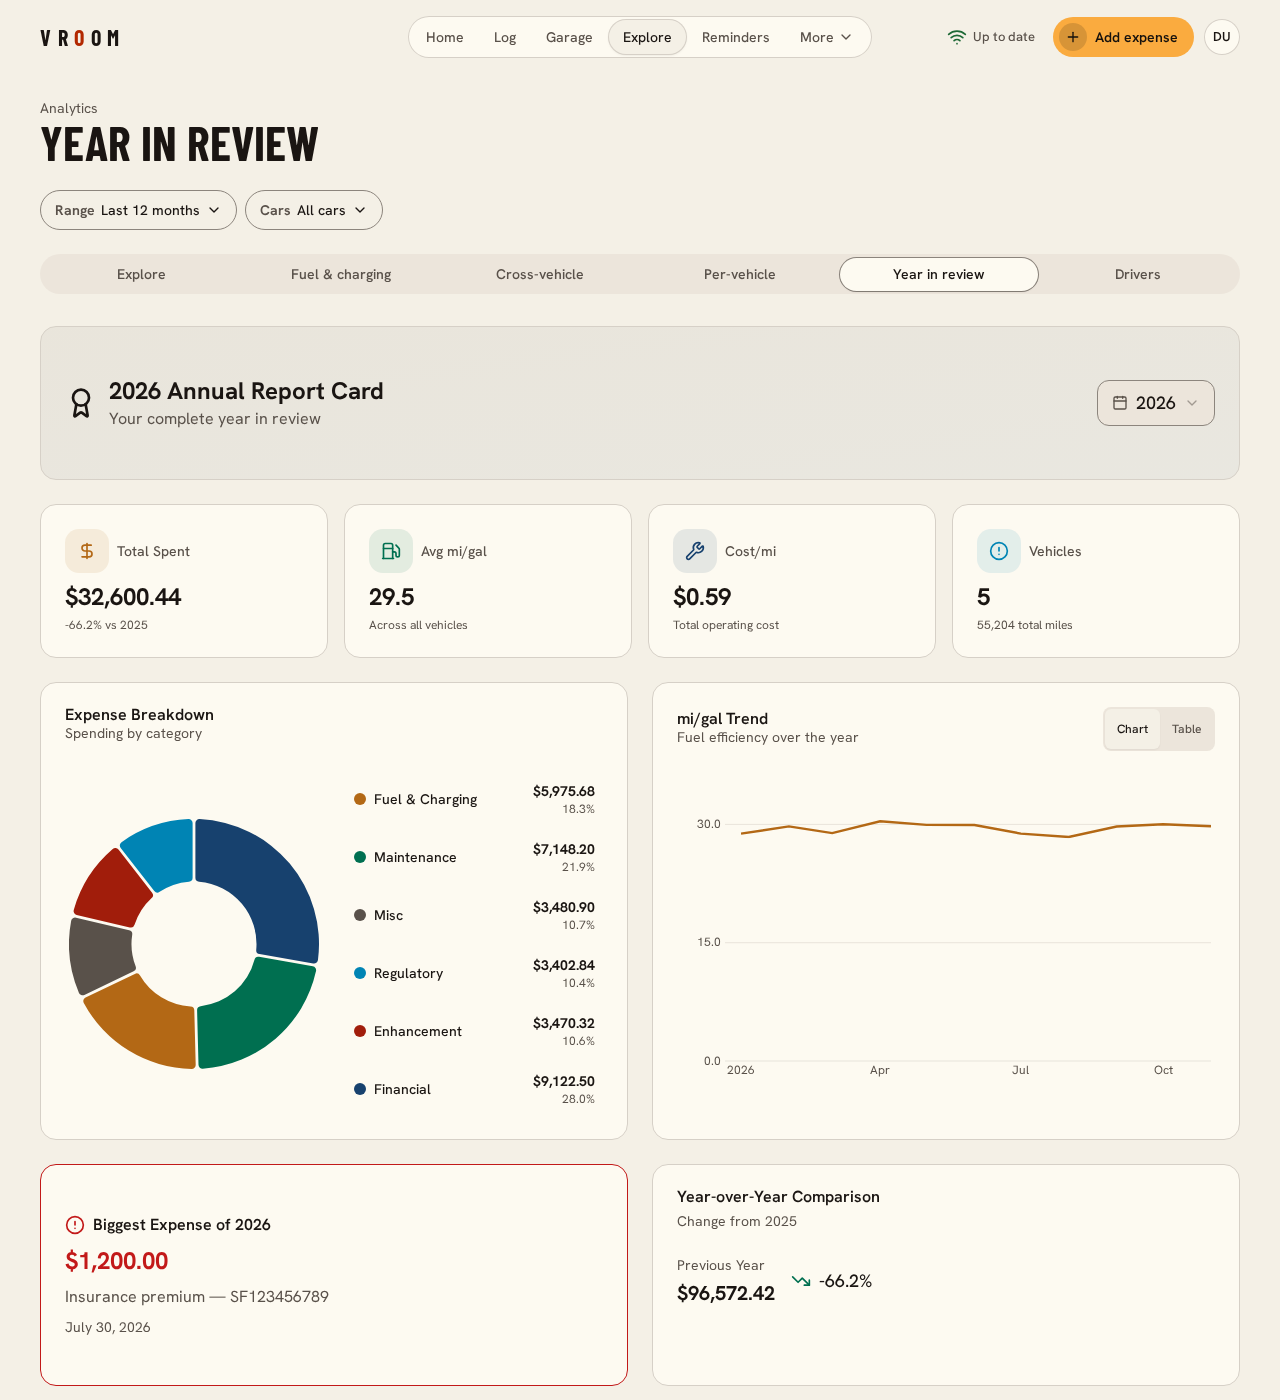 VROOM
Home
Log
Garage
Explore
Reminders
More
Up to date
Add expense
DU
Analytics
YEAR IN REVIEW
Range Last 12 months
Cars All cars
Explore
Fuel & charging
Cross-vehicle
Per-vehicle
Year in review
Drivers
2026 Annual Report Card
Your complete year in review
2026
Total Spent
$32,600.44
-66.2% vs 2025
Avg mi/gal
29.5
Across all vehicles
Cost/mi
$0.59
Total operating cost
Vehicles
5
55,204 total miles
Expense Breakdown
Spending by category
Fuel & Charging
$5,975.68
18.3%
Maintenance
$7,148.20
21.9%
Misc
$3,480.90
10.7%
Regulatory
$3,402.84
10.4%
Enhancement
$3,470.32
10.6%
Financial
$9,122.50
28.0%
mi/gal Trend
Fuel efficiency over the year
Chart
Table
30.0
15.0
0.0
2026
Apr
Jul
Oct
Biggest Expense of 2026
$1,200.00
Insurance premium — SF123456789
July 30, 2026
Year-over-Year Comparison
Change from 2025
Previous Year
$96,572.42
-66.2%